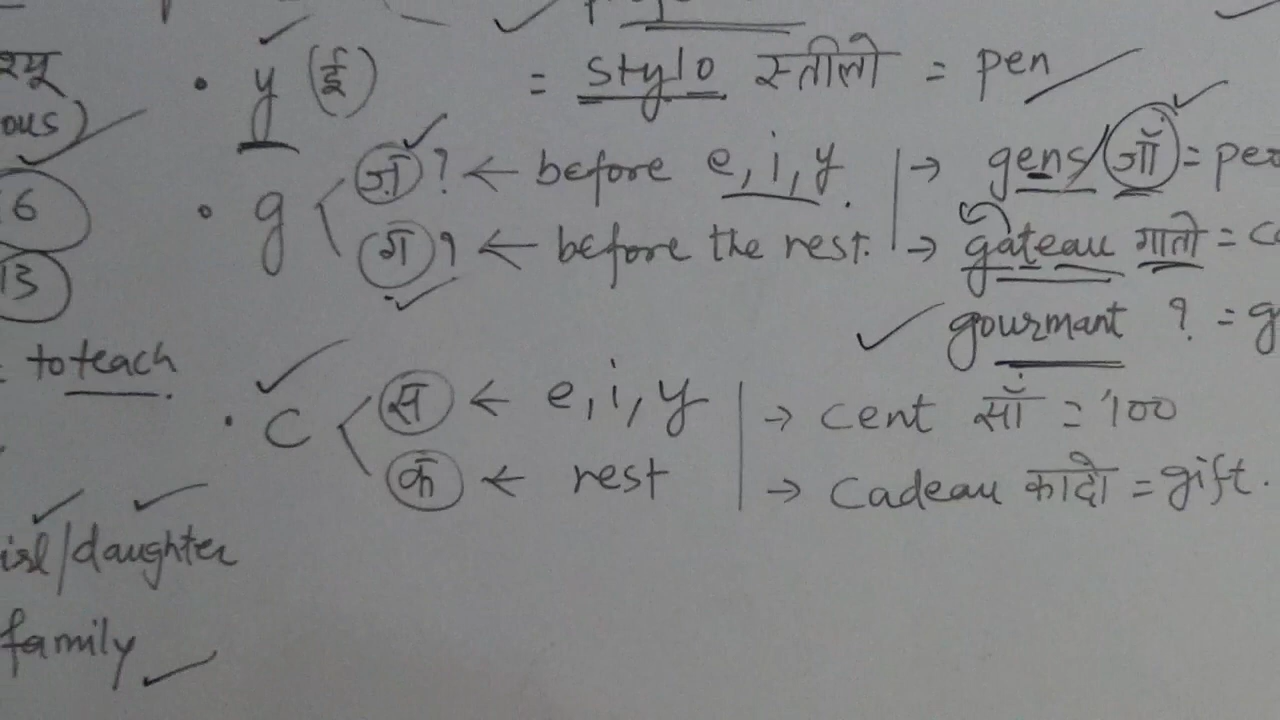 • y (ई) = stylo स्तीलो = pen
ous)
ज़ ? ← before e, i, y. → gens / जाँ = per
6 • g
ग ? ← before the rest. → gateau गातो =
13
gourmant ? = g
to teach
स ← e, i, y → cent साँ = 100
• c
क ← rest → cadeau कादो = gift.
/daughter
family